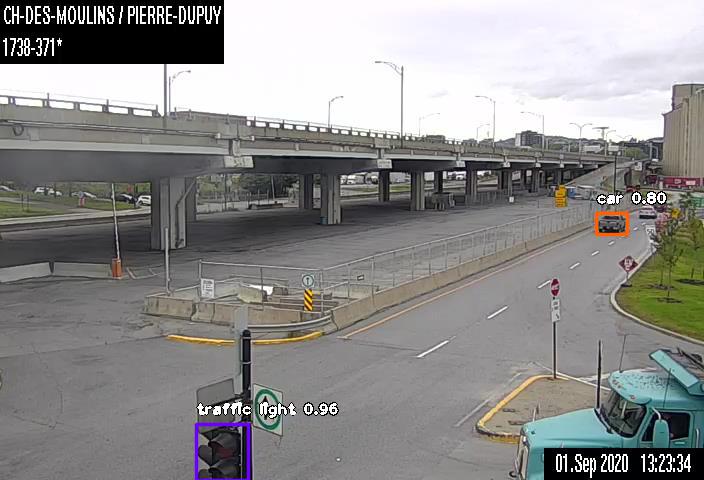 CH-DES-MOULINS / PIERRE-DUPUY
1738-371*
car 0.80
traffic light 0.96
01.Sep 2020 13:23:34